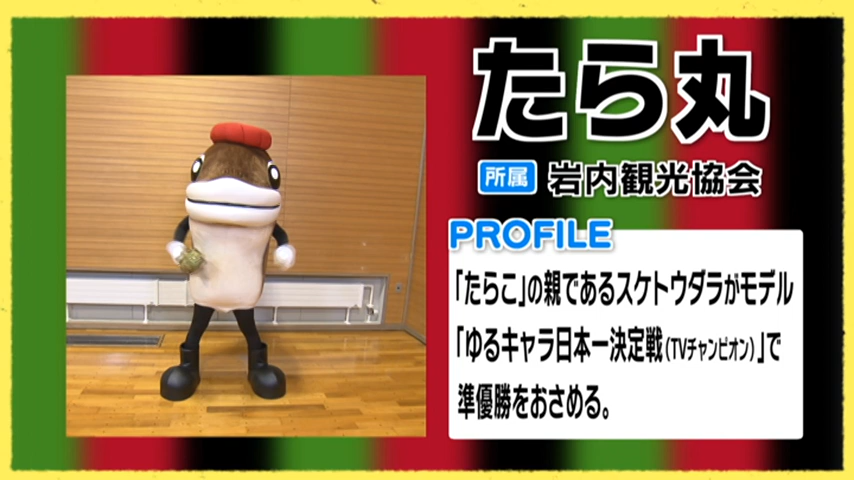 たら丸
所属 岩内観光協会
PROFILE
「たらこ」の親であるスケトウダラがモデル
「ゆるキャラ日本一決定戦(TVチャンピオン)」で
準優勝をおさめる。